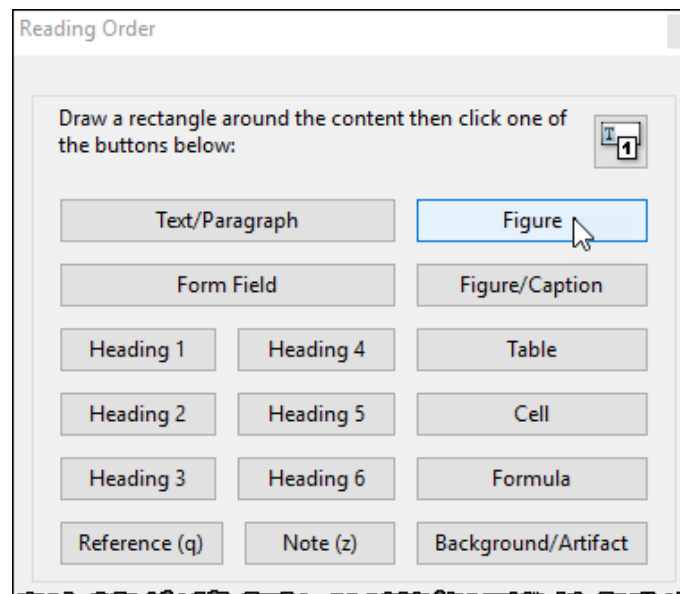 Reading Order
Draw a rectangle around the content then click one of
the buttons below:
T
1
Text/Paragraph Figure
Form Field Figure/Caption
Heading 1 Heading 4 Table
Heading 2 Heading 5 Cell
Heading 3 Heading 6 Formula
Reference (q) Note (z) Background/Artifact